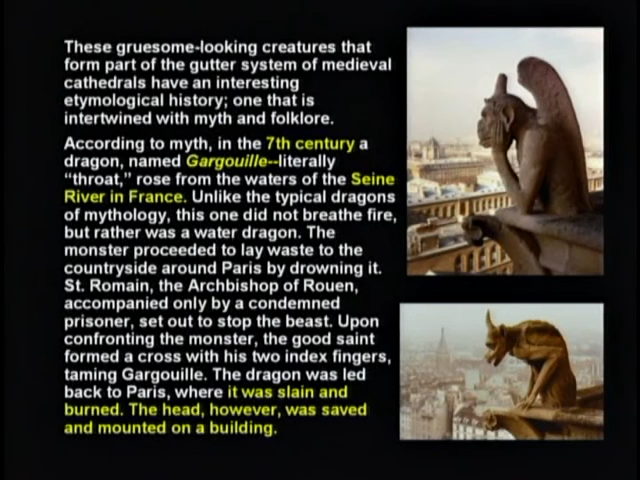 These gruesome-looking creatures that
form part of the gutter system of medieval
cathedrals have an interesting
etymological history; one that is
intertwined with myth and folklore.
According to myth, in the 7th century a
dragon, named Gargouille--literally
“throat,” rose from the waters of the Seine
River in France. Unlike the typical dragons
of mythology, this one did not breathe fire,
but rather was a water dragon. The
monster proceeded to lay waste to the
countryside around Paris by drowning it.
St. Romain, the Archbishop of Rouen,
accompanied only by a condemned
prisoner, set out to stop the beast. Upon
confronting the monster, the good saint
formed a cross with his two index fingers,
taming Gargouille. The dragon was led
back to Paris, where it was slain and
burned. The head, however, was saved
and mounted on a building.